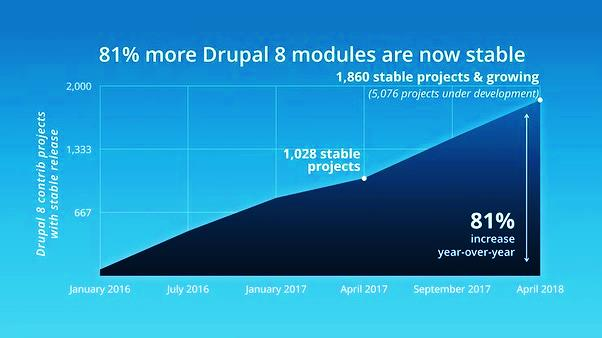 81% more Drupal 8 modules are now stable
1,860 stable projects & growing
(5,076 projects under development)
2,000
1,333
667
Drupal 8 contrib projects
with stable release
1,028 stable
projects
81%
increase
year-over-year
January 2016
July 2016
January 2017
April 2017
September 2017
April 2018